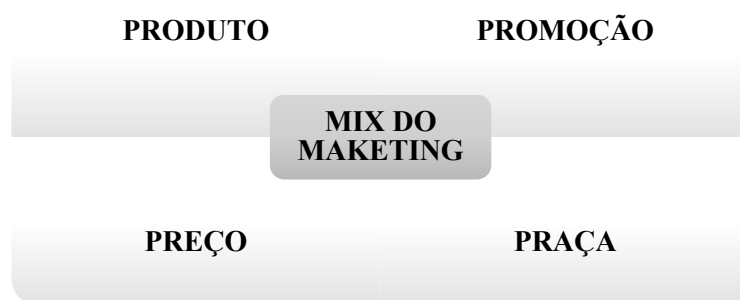 PRODUTO
PROMOÇÃO
MIX DO
MAKETING
PREÇO
PRAÇA